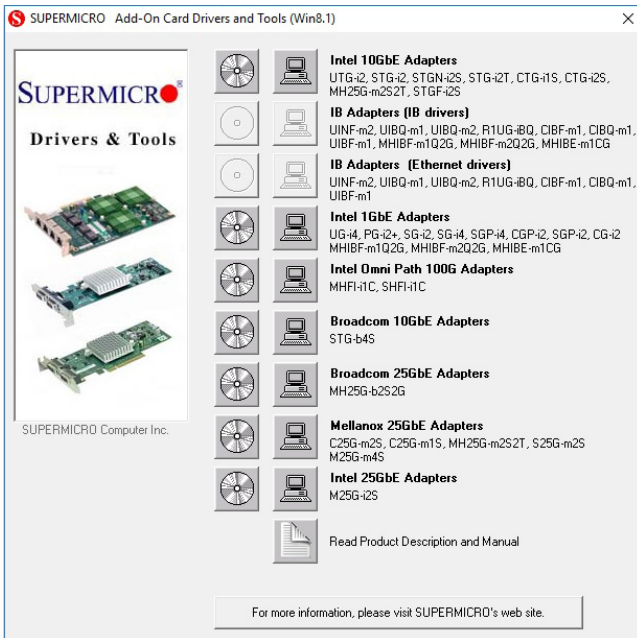 SUPERMICRO Add-On Card Drivers and Tools (Win8.1)
SUPERMICRO
Drivers & Tools
SUPERMICRO Computer Inc.
Intel 10GbE Adapters
UTG-i2, STG-i2, STGN-i2S, STG-i2T, CTG-i1S, CTG-i2S,
MH25G-m2S2T, STGF-i2S
IB Adapters (IB drivers)
UINF-m2, UIBQ-m1, UIBQ-m2, R1UG-iBQ, CIBF-m1, CIBQ-m1,
UIBF-m1, MHIBF-m1Q2G, MHIBF-m2Q2G, MHIBE-m1CG
IB Adapters (Ethernet drivers)
UINF-m2, UIBQ-m1, UIBQ-m2, R1UG-iBQ, CIBF-m1, CIBQ-m1,
UIBF-m1
Intel 1GbE Adapters
UG-i4, PG-i2+, SG-i2, SG-i4, SGP-i4, CGP-i2, SGP-i2, CG-i2
MHIBF-m1Q2G, MHIBF-m2Q2G, MHIBE-m1CG
Intel Omni Path 100G Adapters
MHFI-i1C, SHFI-i1C
Broadcom 10GbE Adapters
STG-b4S
Broadcom 25GbE Adapters
MH25G-b2S2G
Mellanox 25GbE Adapters
C25G-m2S, C25G-m1S, MH25G-m2S2T, S25G-m2S
M25G-m4S
Intel 25GbE Adapters
M25G-i2S
Read Product Description and Manual
For more information, please visit SUPERMICRO's web site.